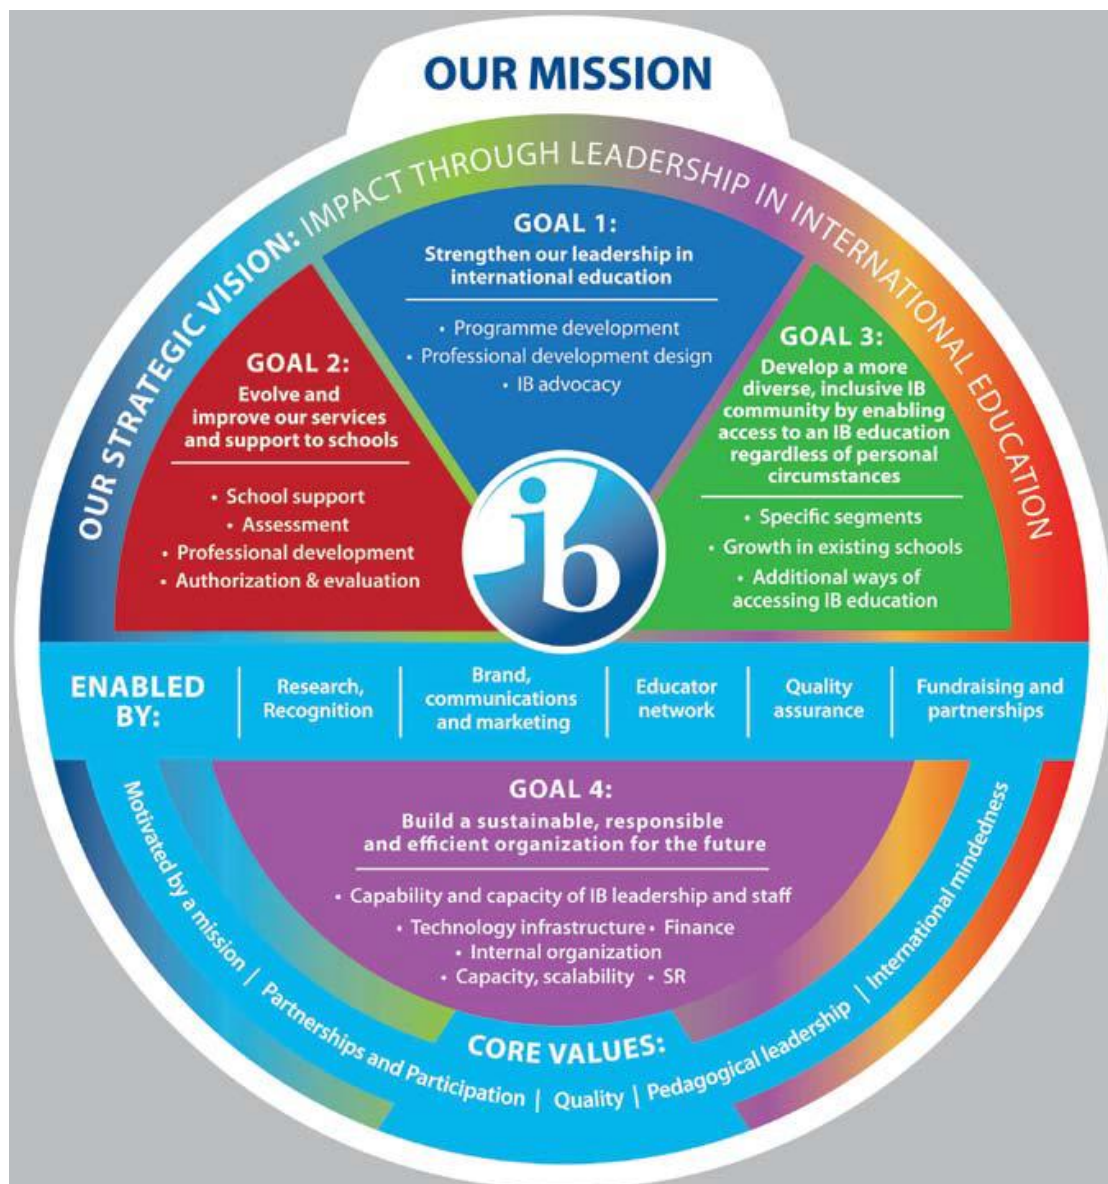 OUR MISSION
OUR STRATEGIC VISION: IMPACT THROUGH LEADERSHIP IN INTERNATIONAL EDUCATION
GOAL 1:
Strengthen our leadership in
international education
• Programme development
• Professional development design
• IB advocacy
GOAL 2:
Evolve and
improve our services
and support to schools
• School support
• Assessment
• Professional development
• Authorization & evaluation
GOAL 3:
Develop a more
diverse, inclusive IB
community by enabling
access to an IB education
regardless of personal
circumstances
• Specific segments
• Growth in existing schools
• Additional ways of
accessing IB education
ib
ENABLED
BY:
Research,
Recognition
Brand,
communications
and marketing
Educator
network
Quality
assurance
Fundraising and
partnerships
GOAL 4:
Build a sustainable, responsible
and efficient organization for the future
• Capability and capacity of IB leadership and staff
• Technology infrastructure • Finance
• Internal organization
• Capacity, scalability • SR
CORE VALUES:
Motivated by a mission | Partnerships and Participation | Quality | Pedagogical leadership | International mindedness